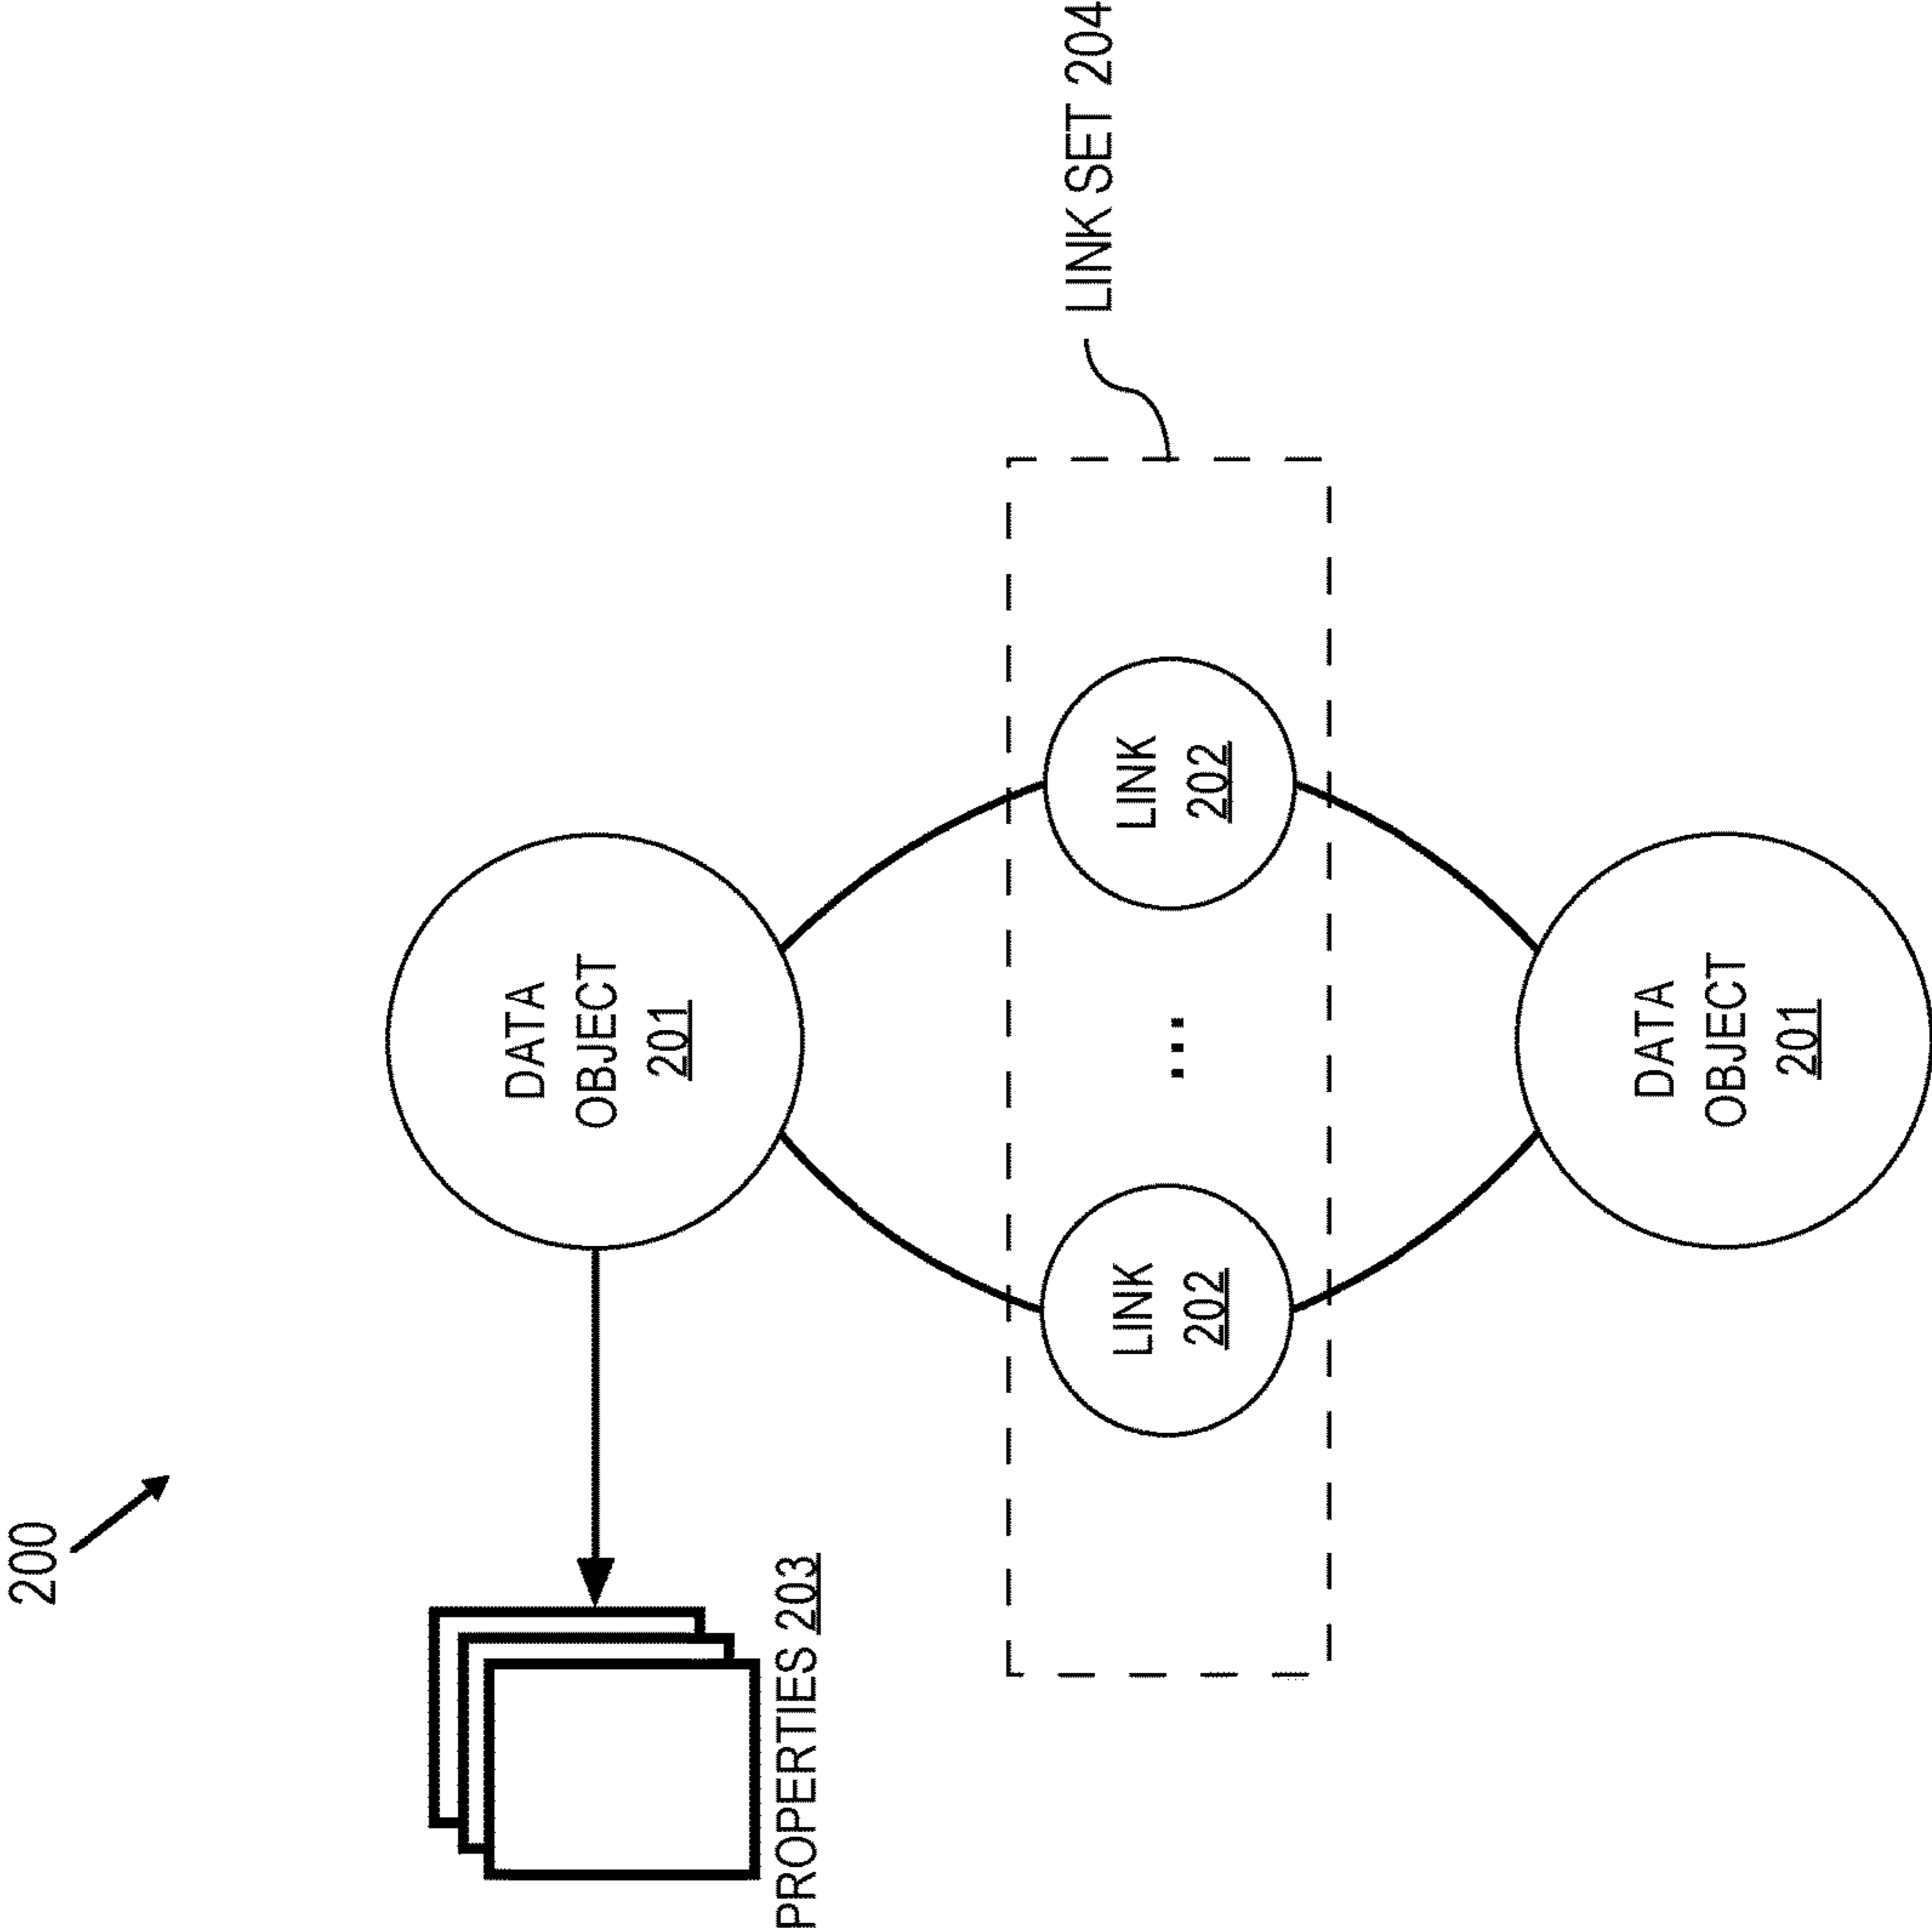 200
DATA
OBJECT
201
PROPERTIES 203
LINK SET 204
LINK
202
...
LINK
202
DATA
OBJECT
201